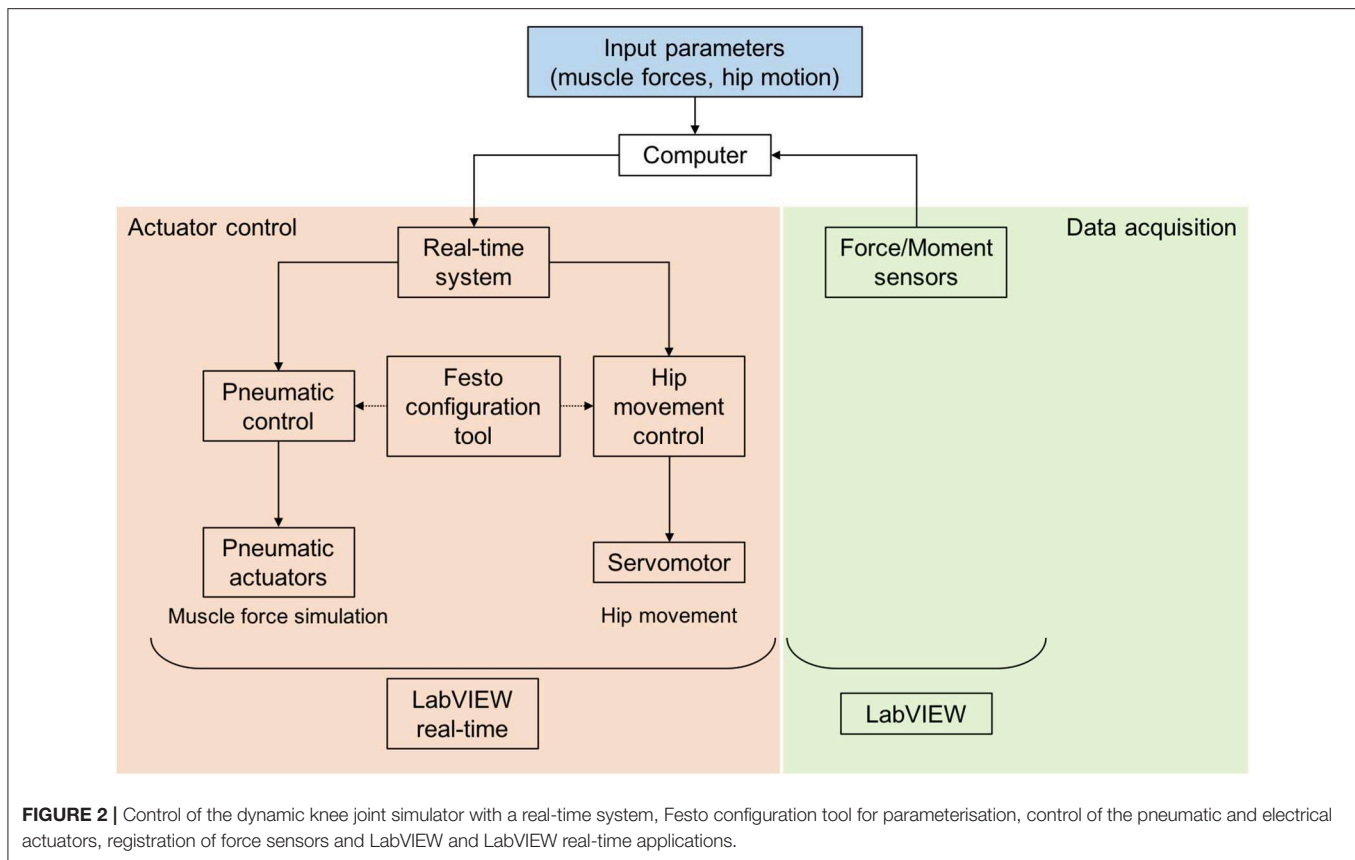 Input parameters
(muscle forces, hip motion)
Computer
Actuator control
Data acquisition
Real-time
system
Force/Moment
sensors
Pneumatic
control
Festo
configuration
tool
Hip
movement
control
Pneumatic
actuators
Servomotor
Muscle force simulation
Hip movement
LabVIEW
real-time
LabVIEW
FIGURE 2 | Control of the dynamic knee joint simulator with a real-time system, Festo configuration tool for parameterisation, control of the pneumatic and electrical
actuators, registration of force sensors and LabVIEW and LabVIEW real-time applications.